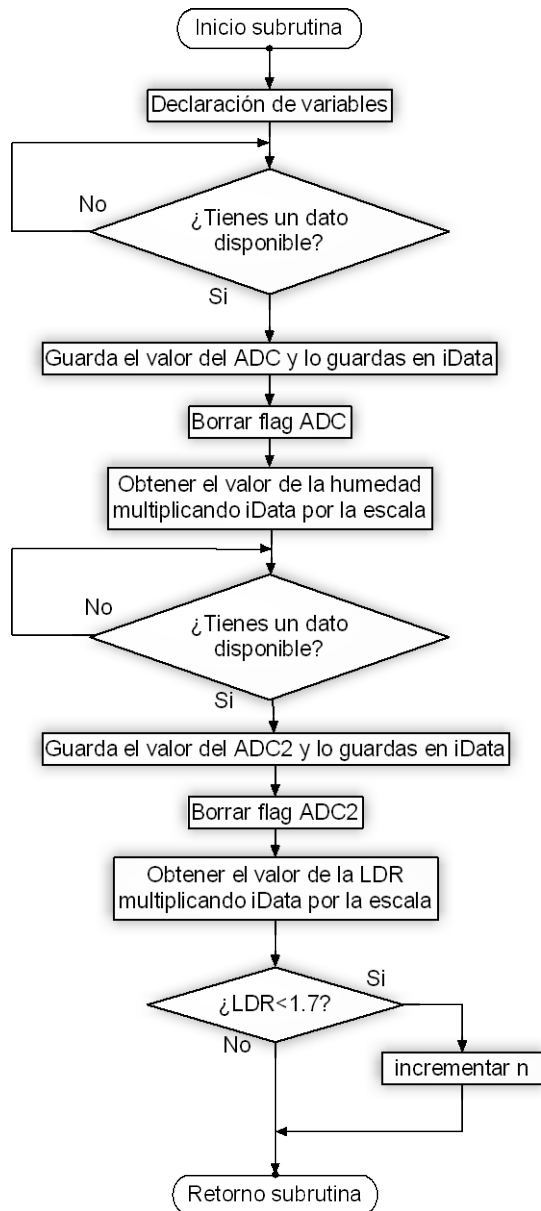 Inicio subrutina
Declaración de variables
No
¿Tienes un dato
disponible?
Si
Guarda el valor del ADC y lo guardas en iData
Borrar flag ADC
Obtener el valor de la humedad
multiplicando iData por la escala
No
¿Tienes un dato
disponible?
Si
Guarda el valor del ADC2 y lo guardas en iData
Borrar flag ADC2
Obtener el valor de la LDR
multiplicando iData por la escala
Si
¿LDR<1.7?
No
incrementar n
Retorno subrutina